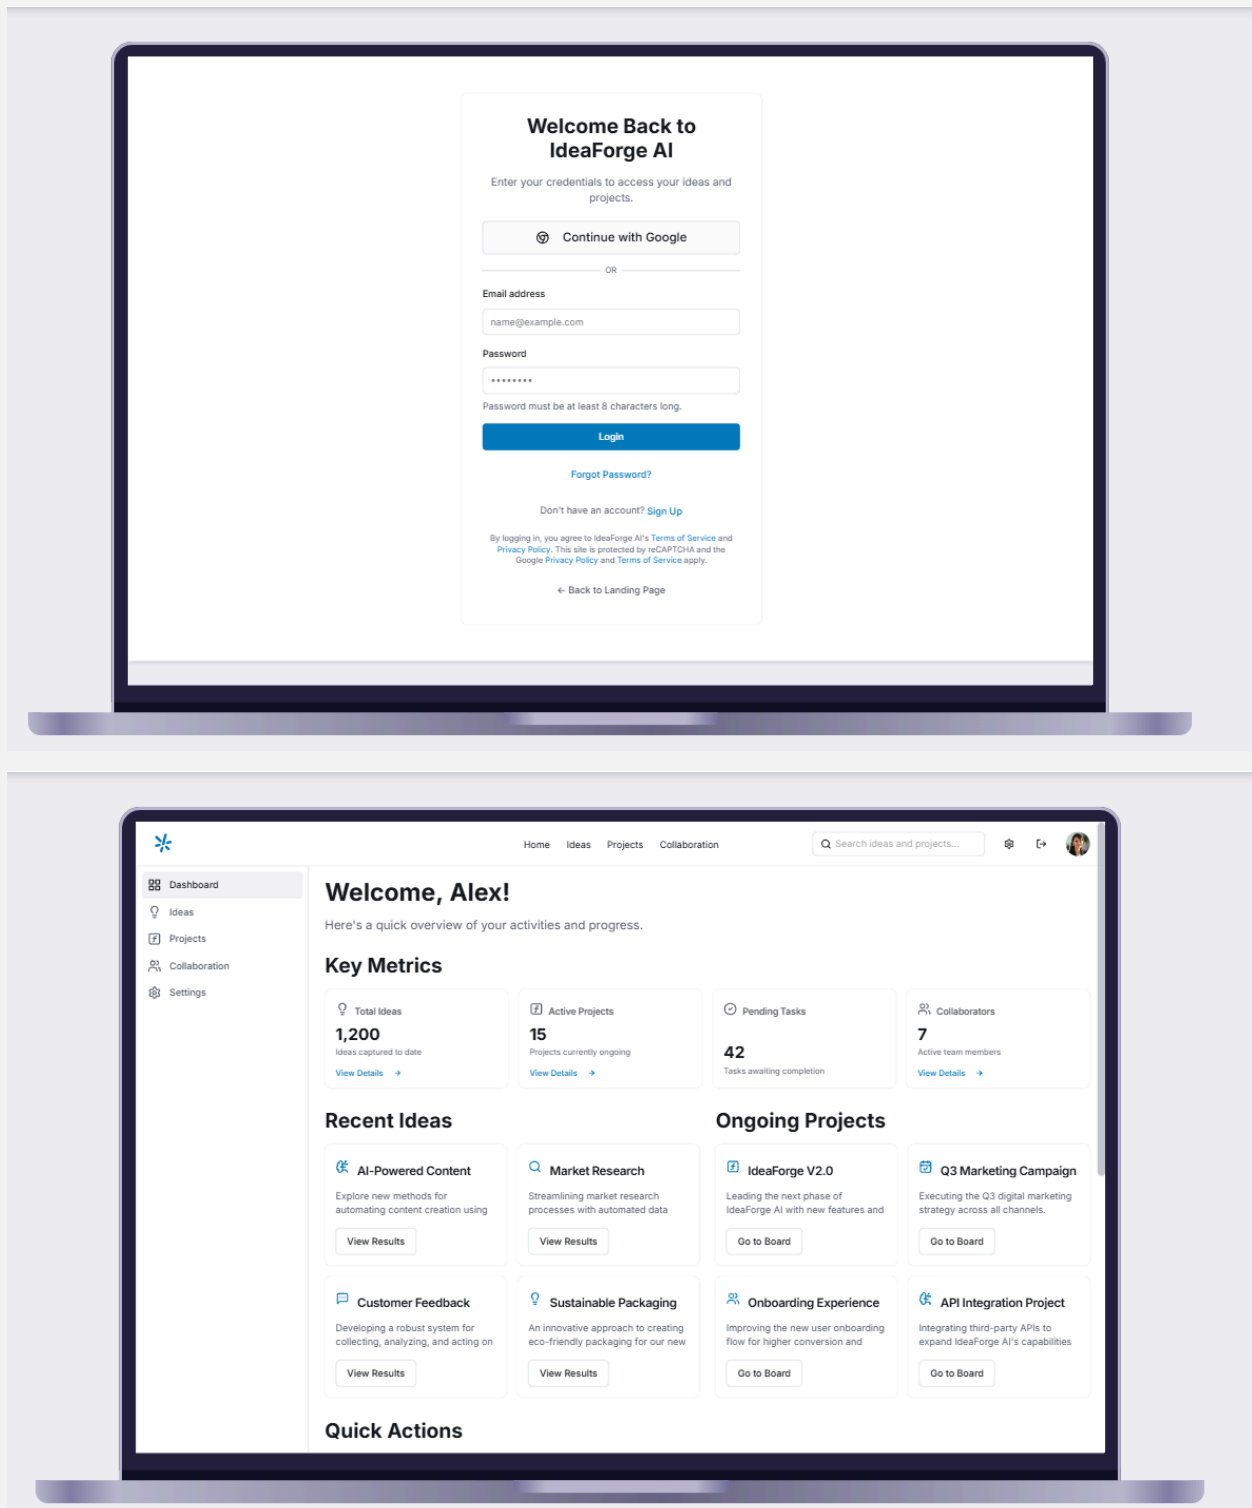 Welcome Back to
IdeaForge AI
Enter your credentials to access your ideas and
projects.
Continue with Google
OR
Email address
name@example.com
Password
••••••••
Password must be at least 8 characters long.
Login
Forgot Password?
Don't have an account? Sign Up
By logging in, you agree to IdeaForge AI's Terms of Service and
Privacy Policy. This site is protected by reCAPTCHA and the
Google Privacy Policy and Terms of Service apply.
← Back to Landing Page
Home Ideas Projects Collaboration
Search ideas and projects...
Dashboard
Ideas
Projects
Collaboration
Settings
Welcome, Alex!
Here's a quick overview of your activities and progress.
Key Metrics
Total Ideas
1,200
Ideas captured to date
View Details →
Active Projects
15
Projects currently ongoing
View Details →
Pending Tasks
42
Tasks awaiting completion
Collaborators
7
Active team members
View Details →
Recent Ideas
AI-Powered Content
Explore new methods for
automating content creation using
View Results
Market Research
Streamlining market research
processes with automated data
View Results
Customer Feedback
Developing a robust system for
collecting, analyzing, and acting on
View Results
Sustainable Packaging
An innovative approach to creating
eco-friendly packaging for our new
View Results
Ongoing Projects
IdeaForge V2.0
Leading the next phase of
IdeaForge AI with new features and
Go to Board
Q3 Marketing Campaign
Executing the Q3 digital marketing
strategy across all channels.
Go to Board
Onboarding Experience
Improving the new user onboarding
flow for higher conversion and
Go to Board
API Integration Project
Integrating third-party APIs to
expand IdeaForge AI's capabilities
Go to Board
Quick Actions